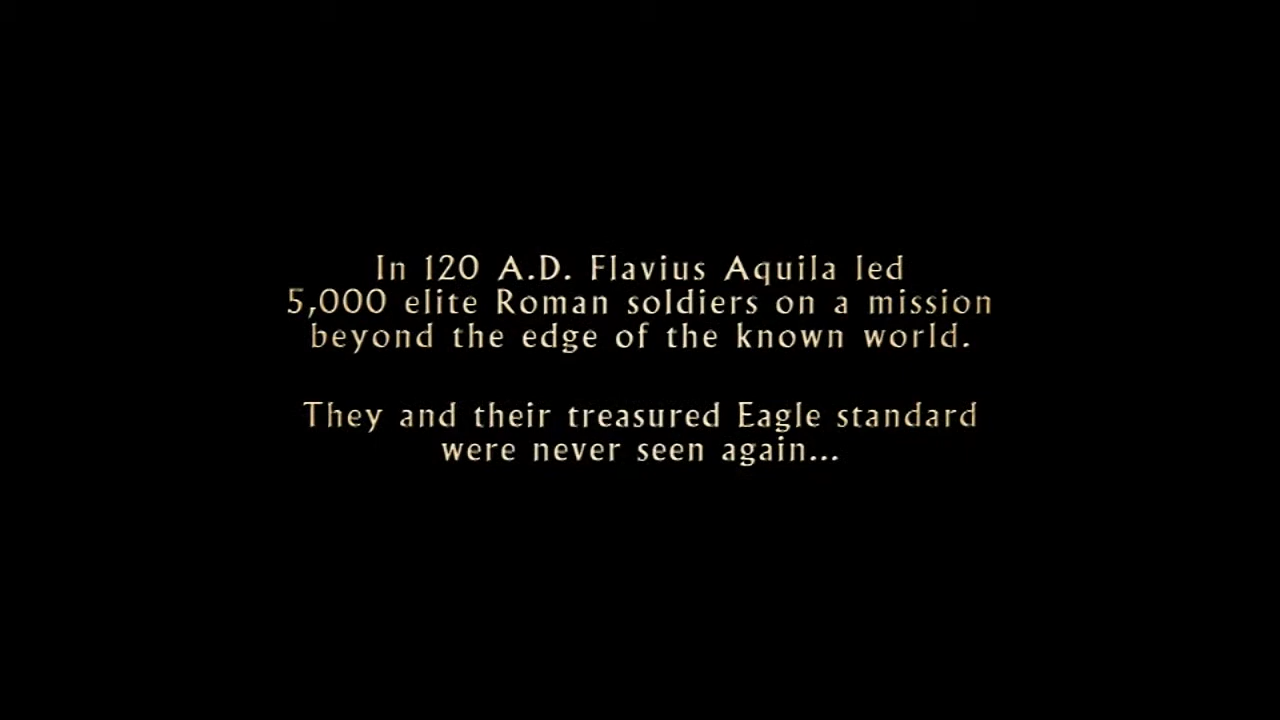 In 120 A.D. Flavius Aquila led
5,000 elite Roman soldiers on a mission
beyond the edge of the known world.
They and their treasured Eagle standard
were never seen again...